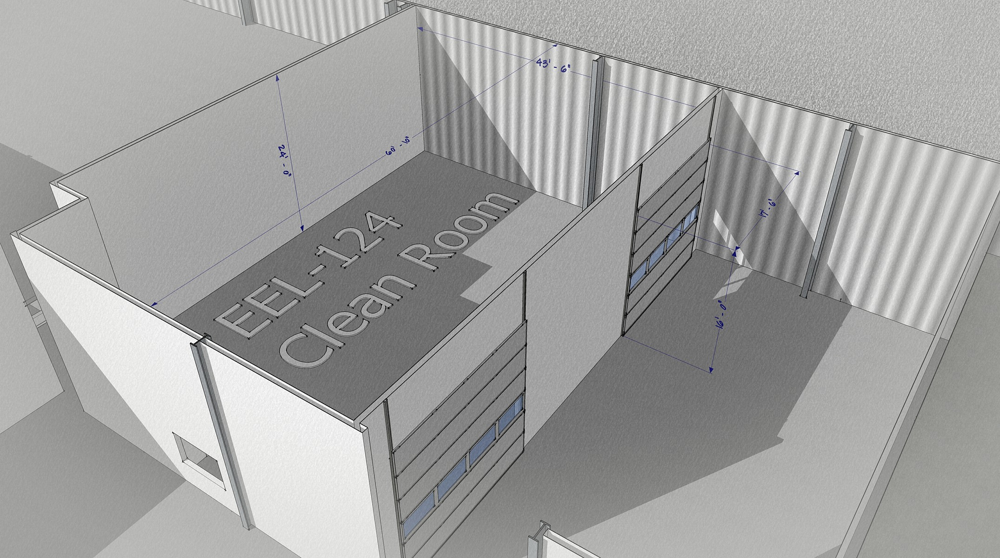 43' - 6"
24' - 0"
60' - 10"
17' - 6"
16' - 0"
EEL-124
Clean Room